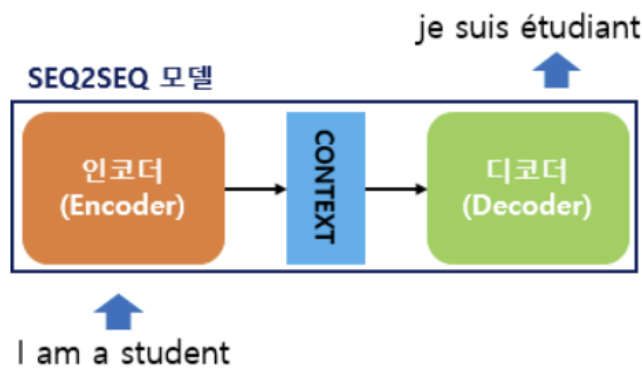 je suis étudiant
SEQ2SEQ 모델
인코더
(Encoder)
CONTEXT
디코더
(Decoder)
I am a student